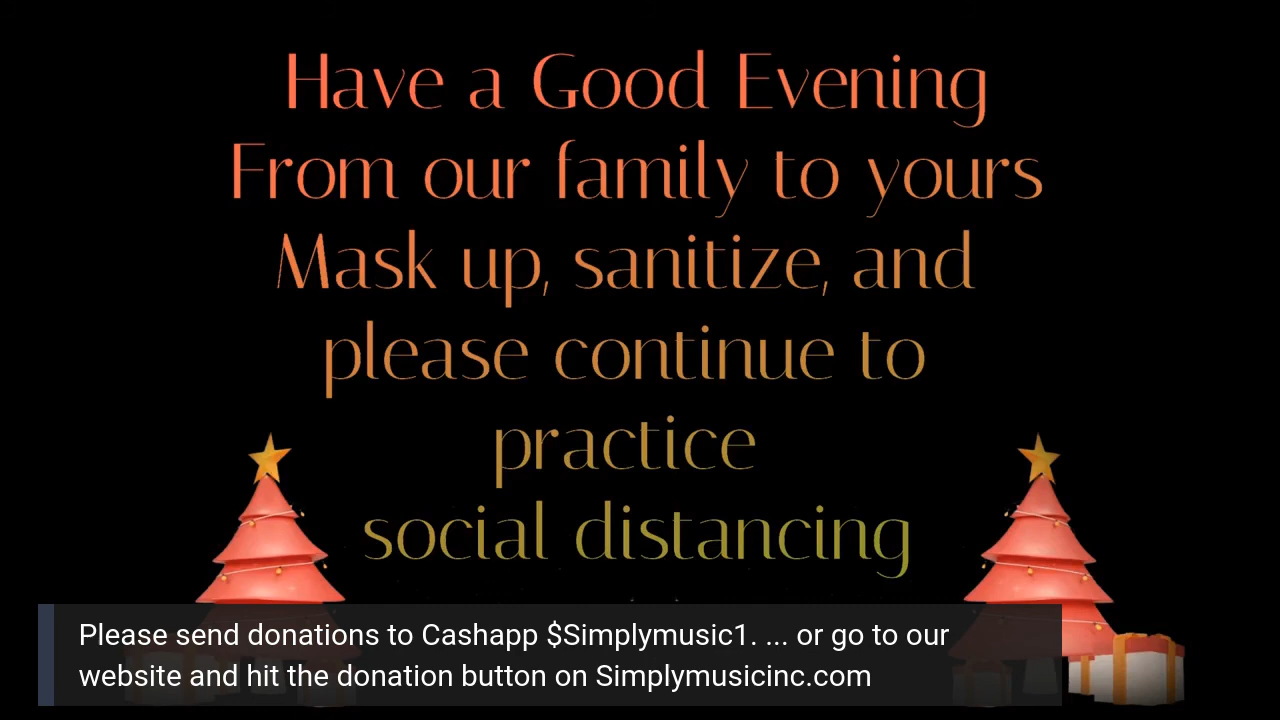 Have a Good Evening
From our family to yours
Mask up, sanitize, and
please continue to
practice
social distancing
Please send donations to Cashapp $Simplymusic1. ... or go to our
website and hit the donation button on Simplymusicinc.com